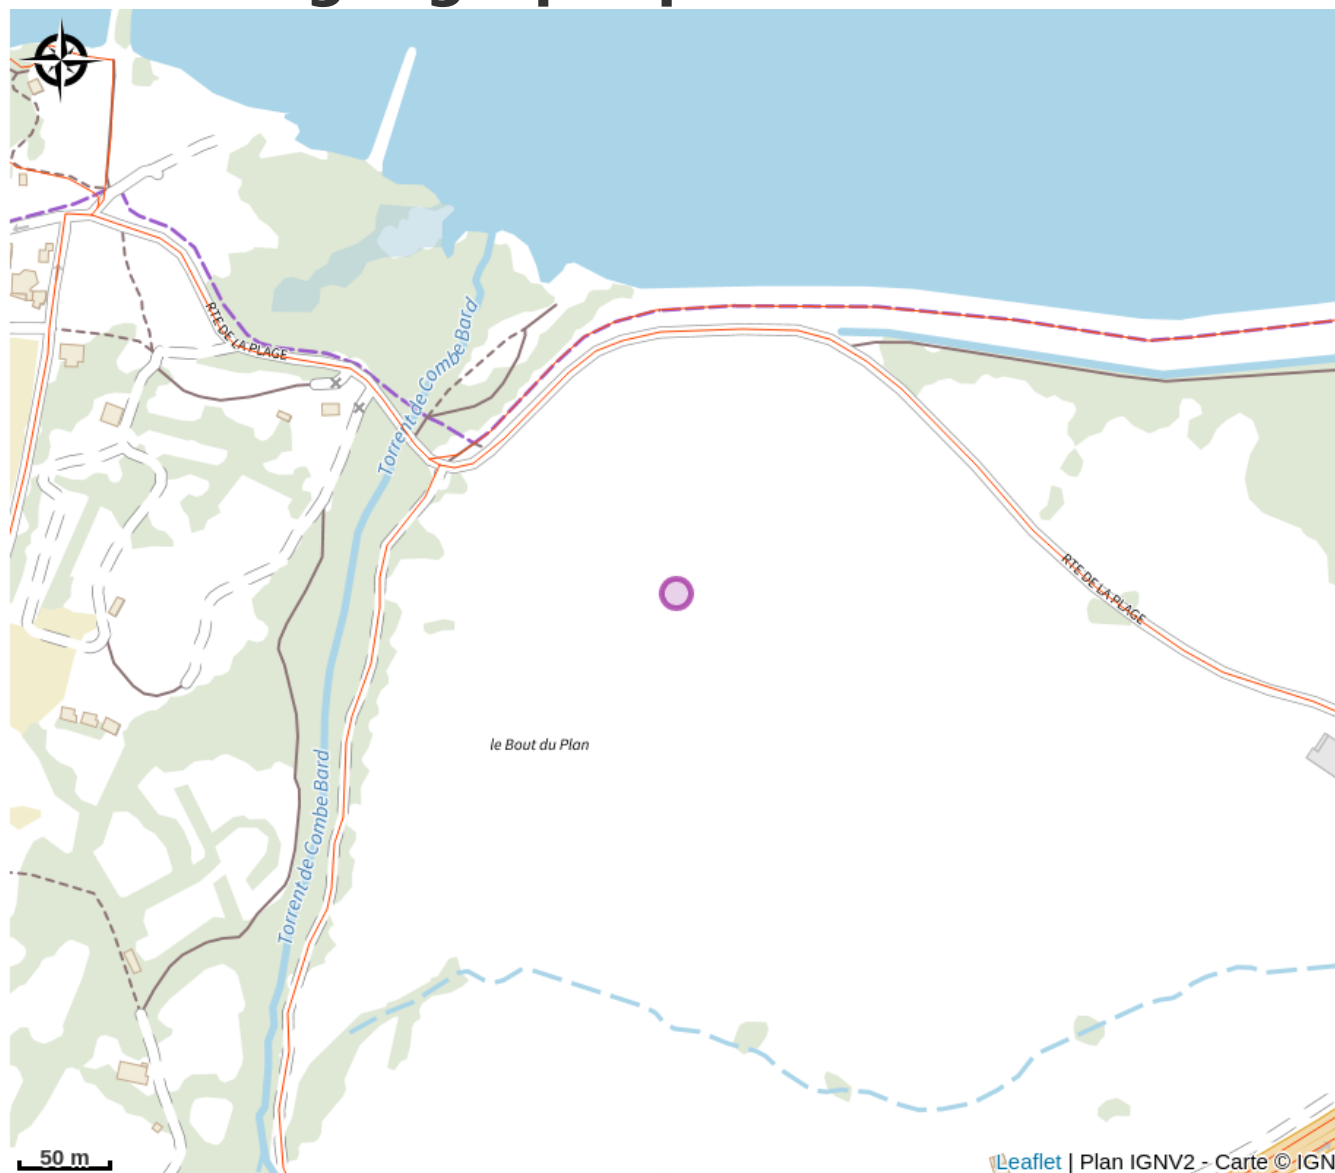 RTE DE LA PLAGE
Torrent de Combe Bard
RTE DE LA PLAGE
le Bout du Plan
Torrent de Combe Bard
50 m
Leaflet | Plan IGNV2 - Carte © IGN